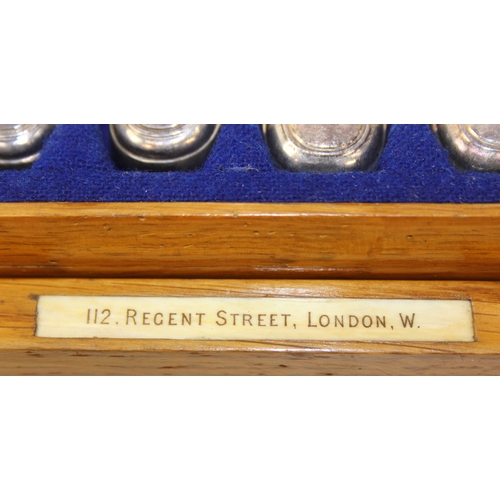 112. REGENT STREET, LONDON, W.